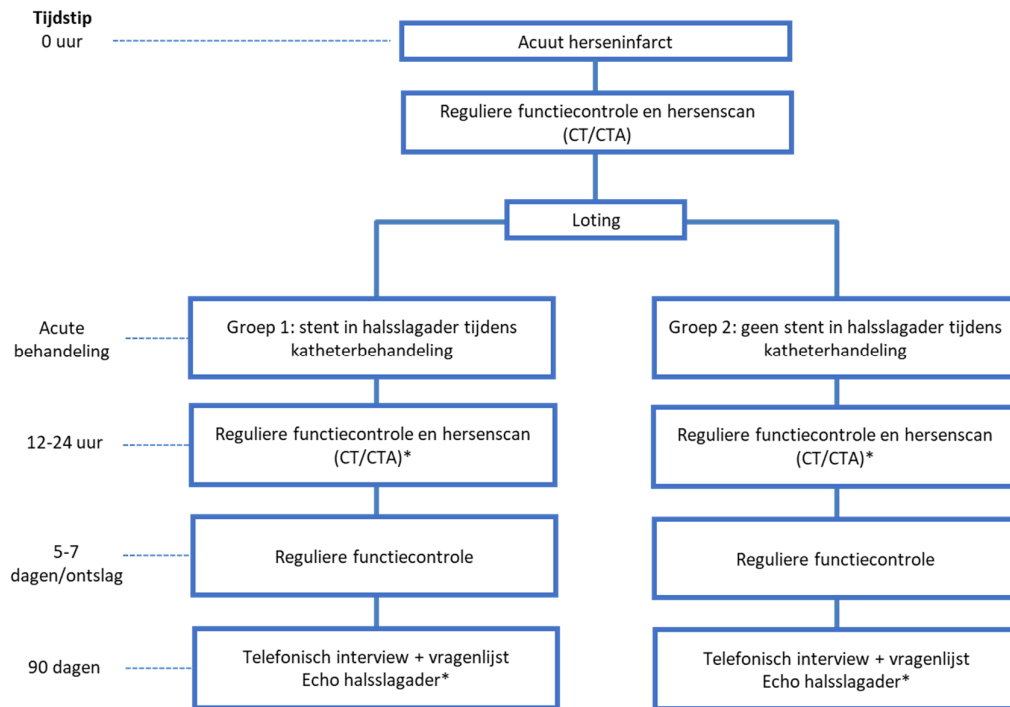 Tijdstip
0 uur
Acuut herseninfarct
Reguliere functiecontrole en hersenscan
(CT/CTA)
Loting
Acute
behandeling
Groep 1: stent in halsslagader tijdens
katheterbehandeling
Groep 2: geen stent in halsslagader tijdens
katheterhandeling
12-24 uur
Reguliere functiecontrole en hersenscan
(CT/CTA)*
Reguliere functiecontrole en hersenscan
(CT/CTA)*
5-7
dagen/ontslag
Reguliere functiecontrole
Reguliere functiecontrole
90 dagen
Telefonisch interview + vragenlijst
Echo halsslagader*
Telefonisch interview + vragenlijst
Echo halsslagader*